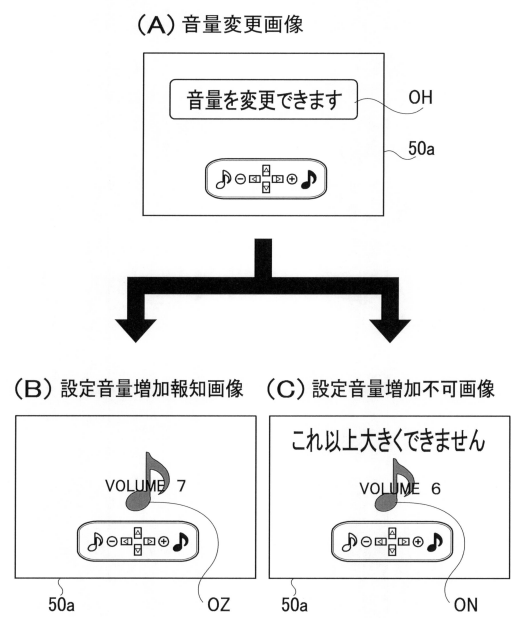 (A) 音量変更画像
音量を変更できます
OH
50a
(B) 設定音量増加報知画像
VOLUME 7
50a
OZ
(C) 設定音量増加不可画像
これ以上大きくできません
VOLUME 6
50a
ON